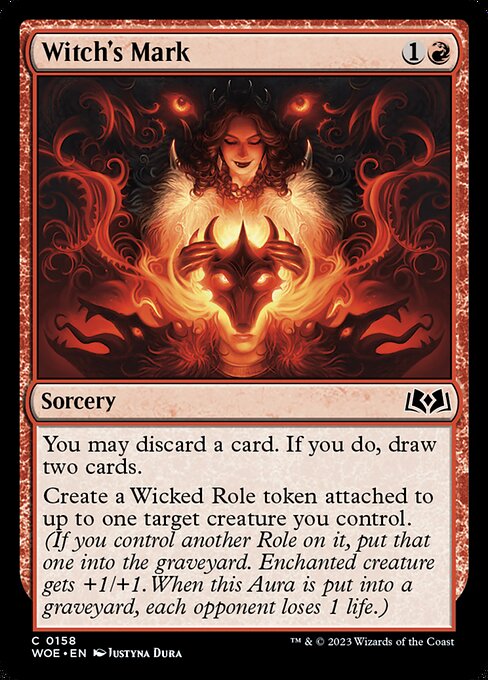 Witch's Mark 1
Sorcery
You may discard a card. If you do, draw
two cards.
Create a Wicked Role token attached to
up to one target creature you control.
(If you control another Role on it, put that
one into the graveyard. Enchanted creature
gets +1/+1. When this Aura is put into a
graveyard, each opponent loses 1 life.)
C 0158
WOE • EN Justyna Dura
™ & © 2023 Wizards of the Coast